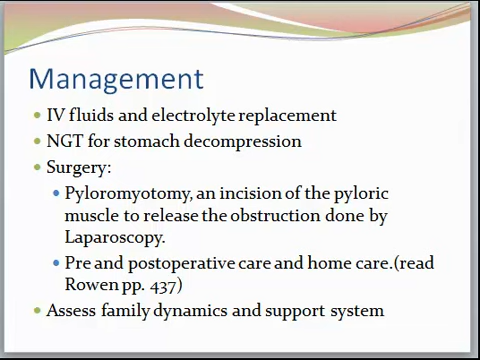 Management
IV fluids and electrolyte replacement
NGT for stomach decompression
Surgery:
Pyloromyotomy, an incision of the pyloric
muscle to release the obstruction done by
Laparoscopy.
Pre and postoperative care and home care.(read
Rowen pp. 437)
Assess family dynamics and support system